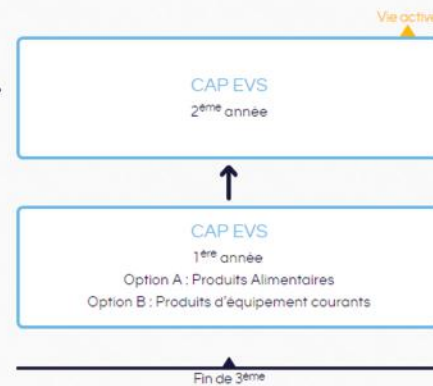 Vie active
CAP EVS
2ème année
CAP EVS
1ère année
Option A : Produits Alimentaires
Option B : Produits d'équipement courants
Fin de 3ème